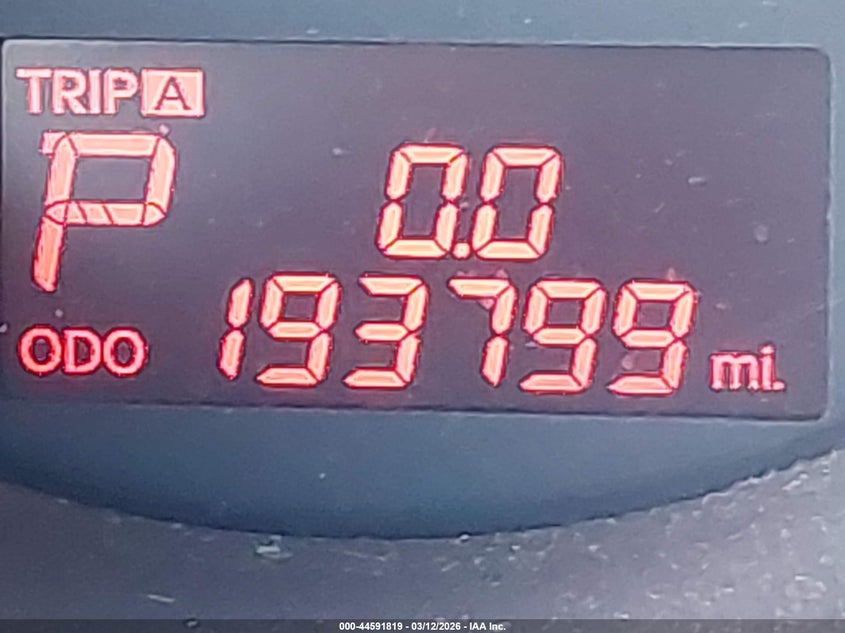 TRIP A
P
0.0
ODO 193799 mi.
000-44591819 - 03/12/2026 - IAA Inc.